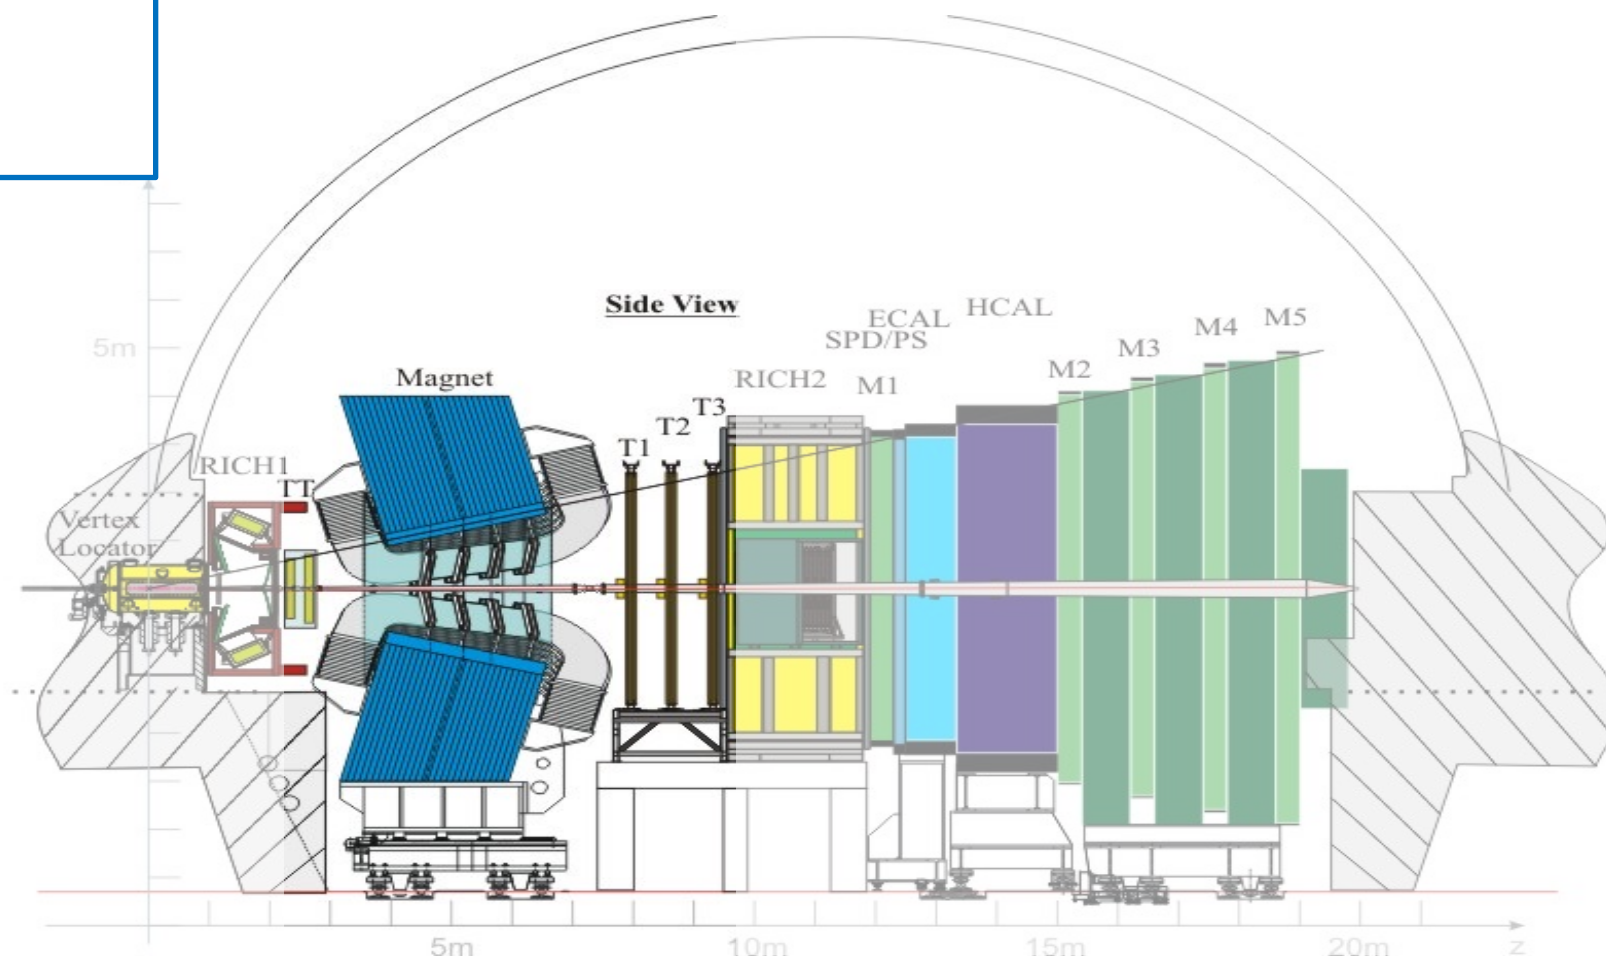 Side View
HCAL
ECAL
SPD/PS
M5
M4
M3
M2
M1
RICH2
5m
Magnet
T3
T2
T1
RICH1
TT
Vertex
Locator
5m
10m
15m
20m
z